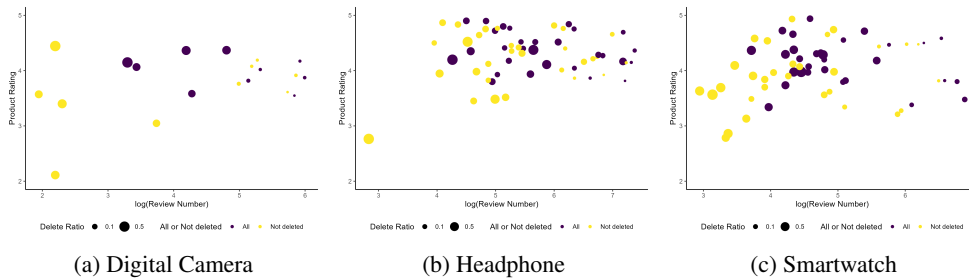 5
4
3
2
Product Rating
2 3 4 5 6
log(Review Number)
Delete Ratio 0.1 0.5 All or Not deleted All Not deleted
(a) Digital Camera
5
4
3
2
Product Rating
3 4 5 6 7
log(Review Number)
Delete Ratio 0.1 0.5 All or Not deleted All Not deleted
(b) Headphone
5
4
3
2
Product Rating
3 4 5 6
log(Review Number)
Delete Ratio 0.1 0.5 All or Not deleted All Not deleted
(c) Smartwatch